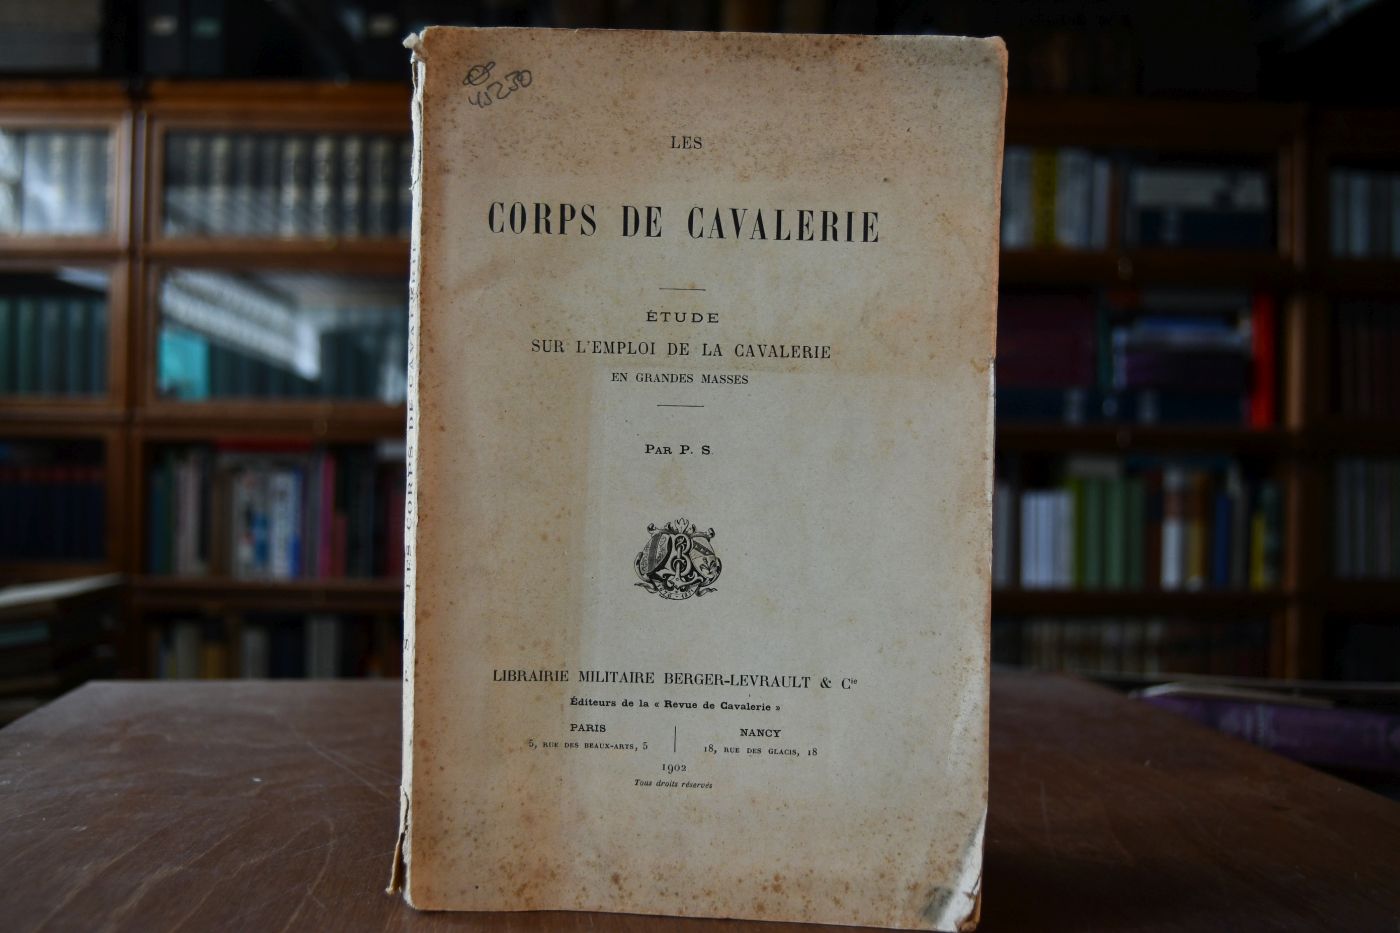 45230
LES
CORPS DE CAVALERIE
ÉTUDE
SUR L'EMPLOI DE LA CAVALERIE
EN GRANDES MASSES
PAR P. S.
LIBRAIRIE MILITAIRE BERGER-LEVRAULT & Cie
Éditeurs de la « Revue de Cavalerie »
PARIS
5, RUE DES BEAUX-ARTS, 5
NANCY
18, RUE DES GLACIS, 18
1902
Tous droits réservés